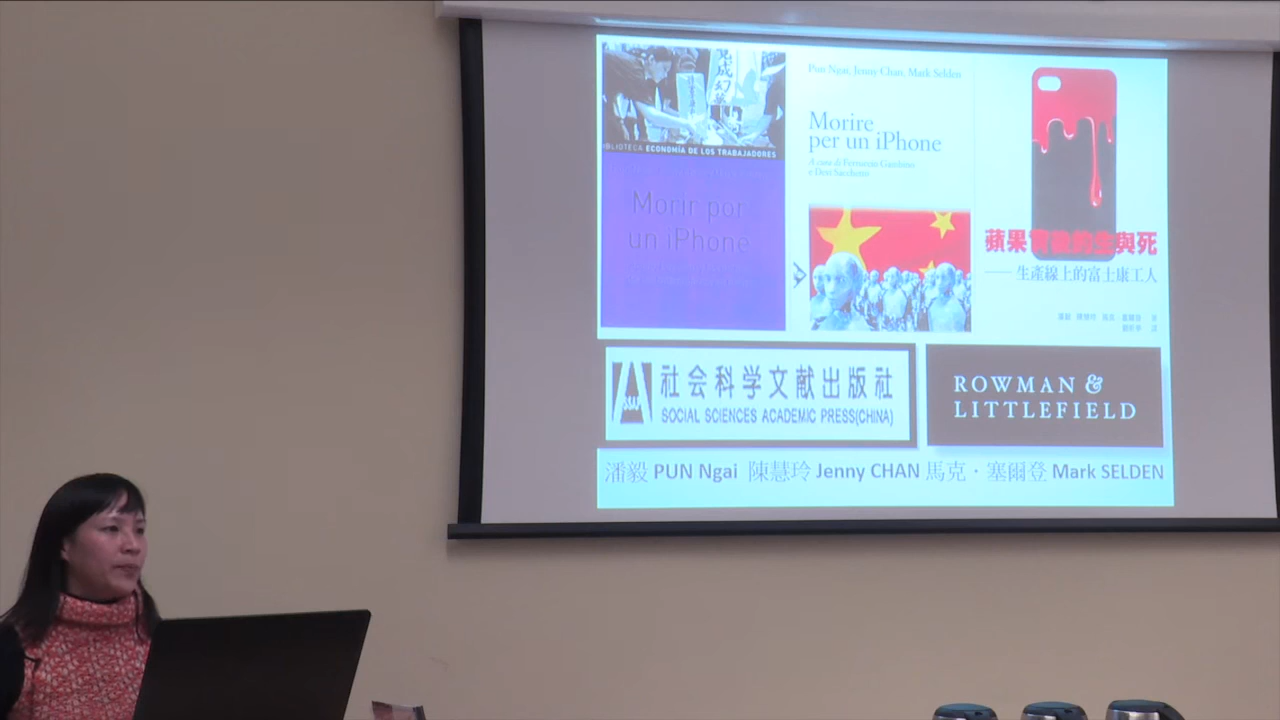 BIBLIOTECA ECONOMÍA DE LOS TRABAJADORES
Morir por
un iPhone
Pun Ngai, Jenny Chan, Mark Selden
Morire
per un iPhone
A cura di Ferruccio Gambino
e Devi Sacchetto
蘋果背後的生與死
——生產線上的富士康工人
社会科学文献出版社
SSAP
SOCIAL SCIENCES ACADEMIC PRESS(CHINA)
ROWMAN &
LITTLEFIELD
潘毅 PUN Ngai 陳慧玲 Jenny CHAN 馬克·塞爾登 Mark SELDEN